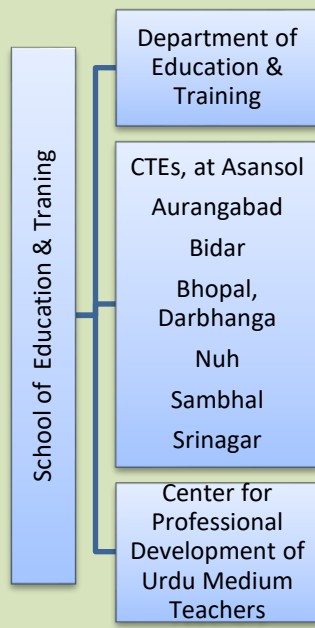 School of Education & Traning
Department of
Education &
Training
CTEs, at Asansol
Aurangabad
Bidar
Bhopal,
Darbhanga
Nuh
Sambhal
Srinagar
Center for
Professional
Development of
Urdu Medium
Teachers